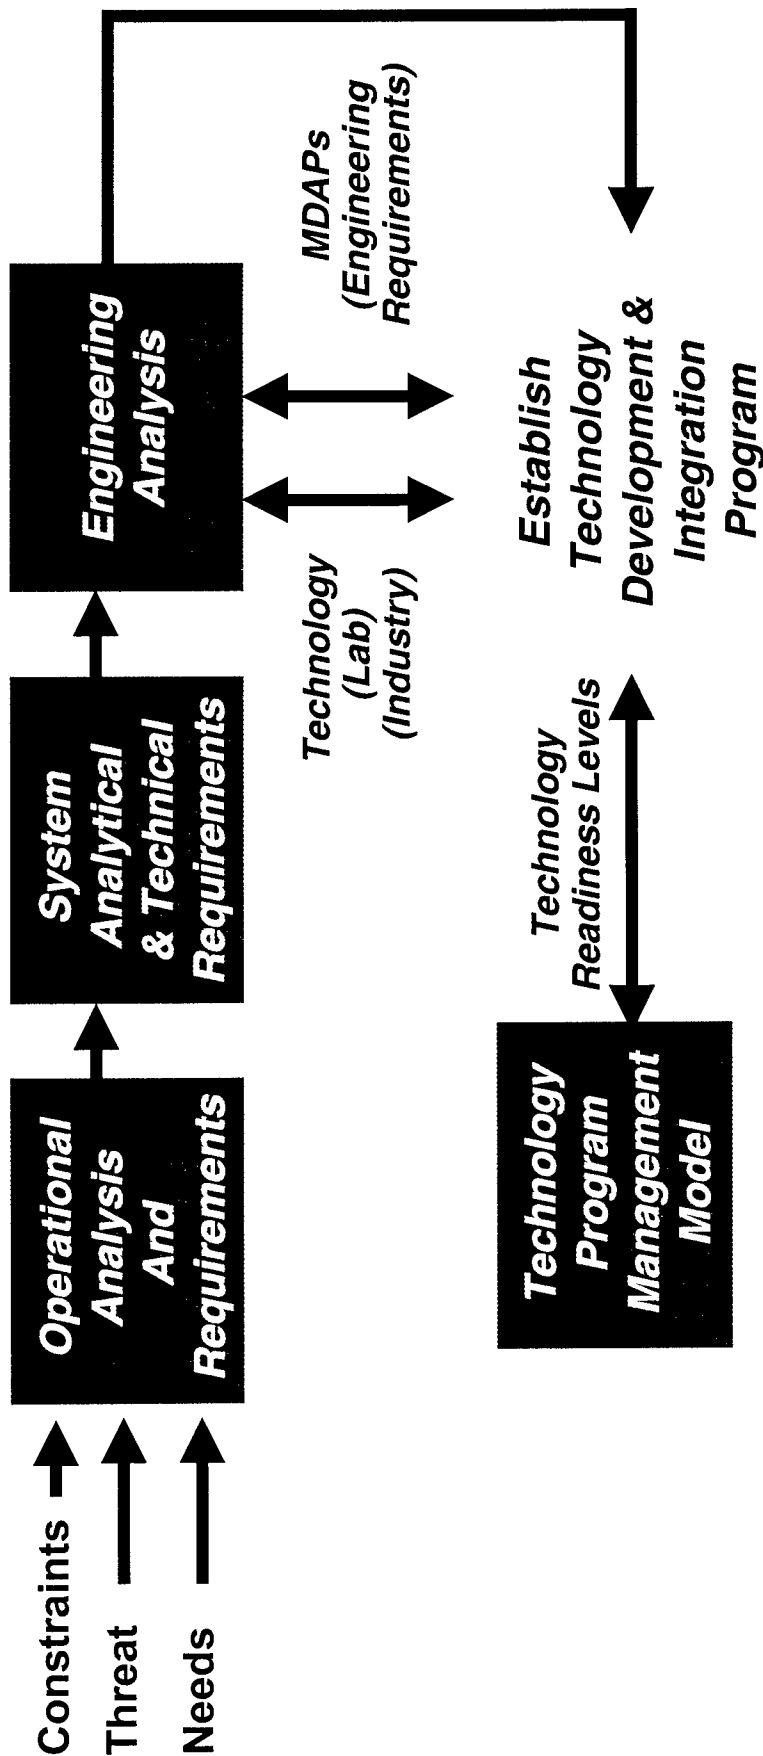 Constraints
Threat
Needs
Operational
Analysis
And
Requirements
System
Analytical
& Technical
Requirements
Engineering
Analysis
Technology
(Lab)
(Industry)
MDAPs
(Engineering
Requirements)
Technology
Program
Management
Model
Technology
Readiness Levels
Establish
Technology
Development &
Integration
Program